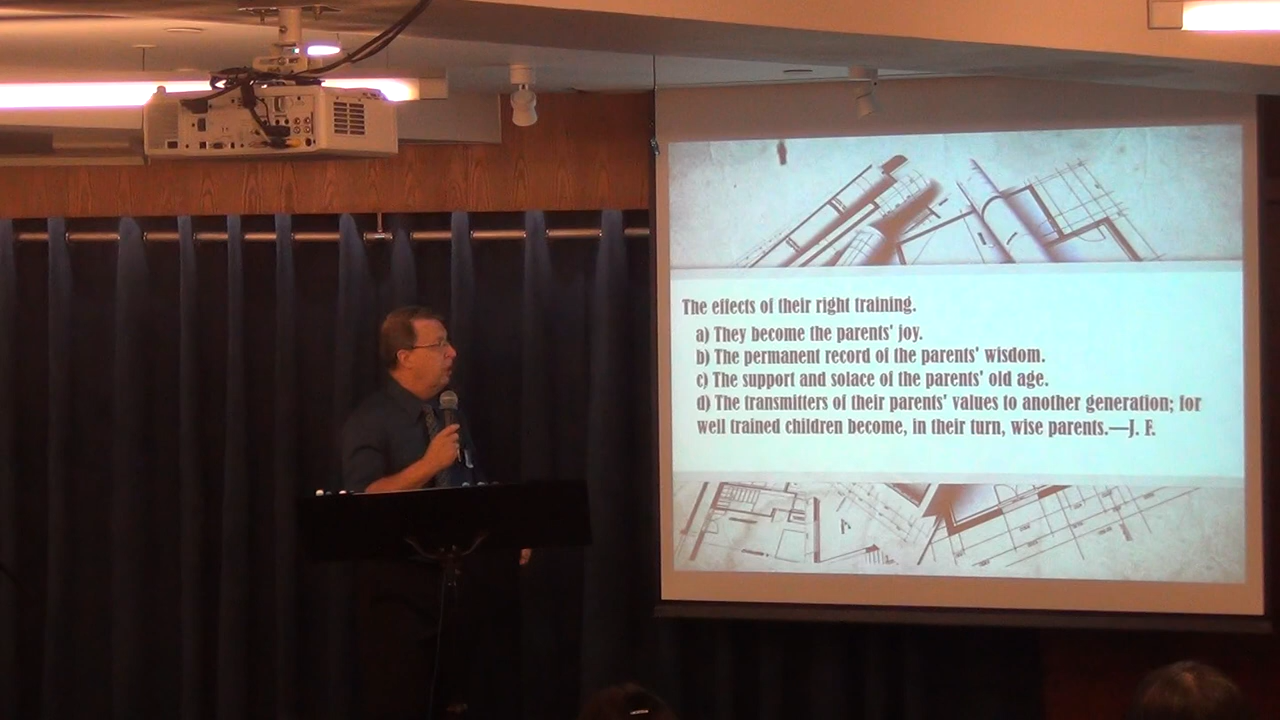 The effects of their right training.
a) They become the parents' joy.
b) The permanent record of the parents' wisdom.
c) The support and solace of the parents' old age.
d) The transmitters of their parents' values to another generation; for
well trained children become, in their turn, wise parents.—J. F.